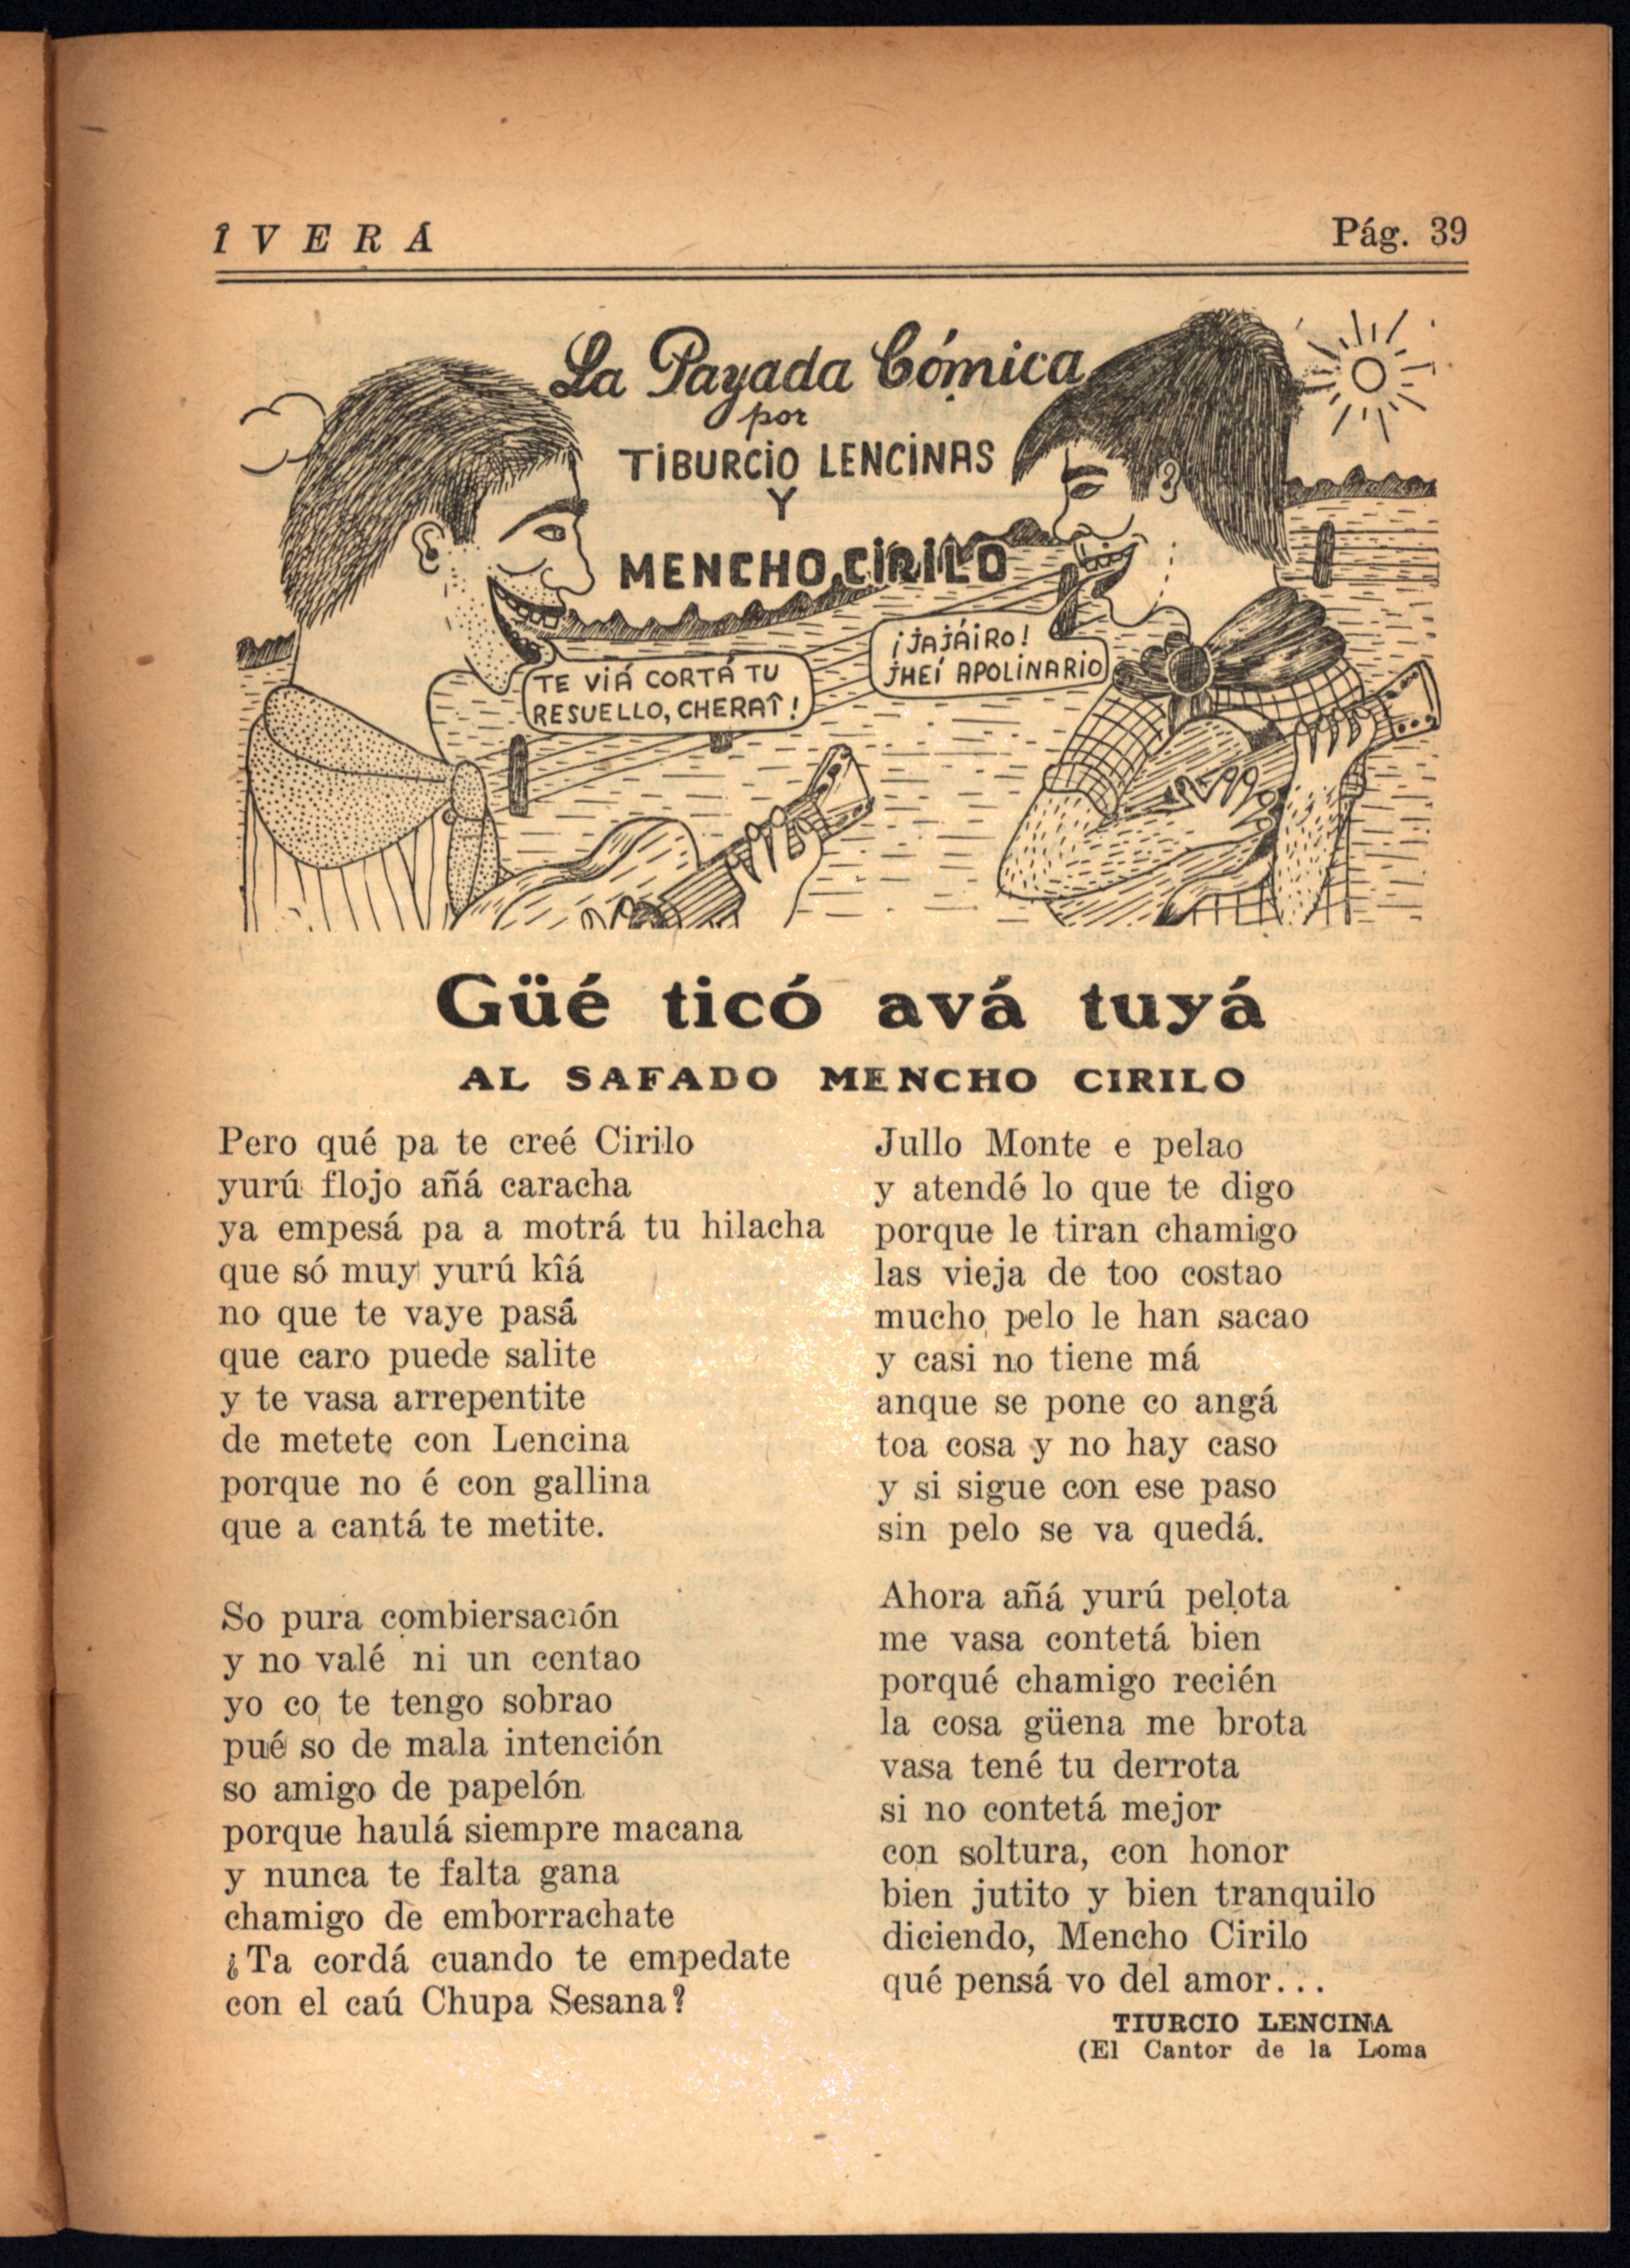 ÎVERÁ
Pág. 39
La Payada Cómica
por
TIBURCIO LENCINAS
Y
MENCHO CIRILO
TE VIÁ CORTÁ TU
RESUELLO, CHERAÎ!
¡JAJÁIRO!
JHEÍ APOLINARIO
Güé ticó avá tuyá
AL SAFADO MENCHO CIRILO
Pero qué pa te creé Cirilo
yurú flojo añá caracha
ya empesá pa a motrá tu hilacha
que só muy yurú kîá
no que te vaye pasá
que caro puede salite
y te vasa arrepentite
de metete con Lencina
porque no é con gallina
que a cantá te metite.
So pura combiersación
y no valé ni un centao
yo co te tengo sobrao
pué so de mala intención
so amigo de papelón
porque haulá siempre macana
y nunca te falta gana
chamigo de emborrachate
¿Ta cordá cuando te empedate
con el caú Chupa Sesana?
Jullo Monte e pelao
y atendé lo que te digo
porque le tiran chamigo
las vieja de too costao
mucho pelo le han sacao
y casi no tiene má
anque se pone co angá
toa cosa y no hay caso
y si sigue con ese paso
sin pelo se va quedá.
Ahora añá yurú pelota
me vasa contetá bien
porqué chamigo recién
la cosa güena me brota
vasa tené tu derrota
si no contetá mejor
con soltura, con honor
bien jutito y bien tranquilo
diciendo, Mencho Cirilo
qué pensá vo del amor...
TIURCIO LENCINA
(El Cantor de la Loma